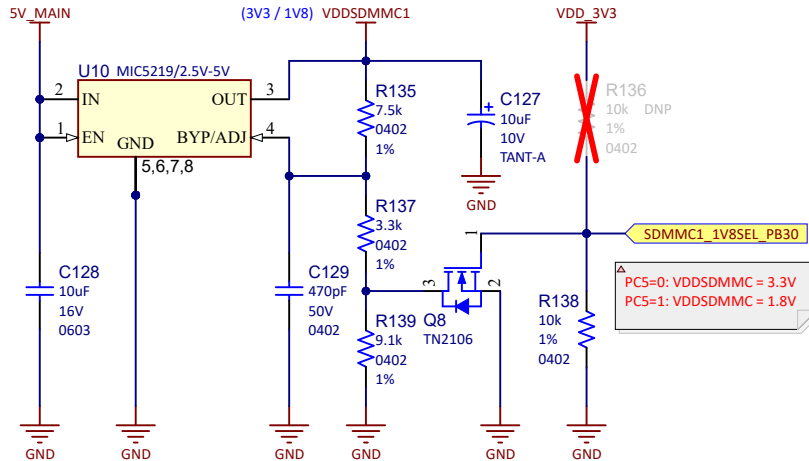 5V_MAIN
(3V3 / 1V8) VDDSDMMC1
VDD_3V3
U10 MIC5219/2.5V-5V
2
IN
OUT
3
1
EN
BYP/ADJ
4
GND
5,6,7,8
R135
7.5k
0402
1%
C127
10uF
10V
TANT-A
GND
R136
10k DNP
1%
0402
R137
3.3k
0402
1%
1
SDMMC1_1V8SEL_PB30
PC5=0: VDDSDMMC = 3.3V
PC5=1: VDDSDMMC = 1.8V
C128
10uF
16V
0603
C129
470pF
50V
0402
3
2
Q8
TN2106
R139
9.1k
0402
1%
R138
10k
1%
0402
GND
GND
GND
GND
GND
GND